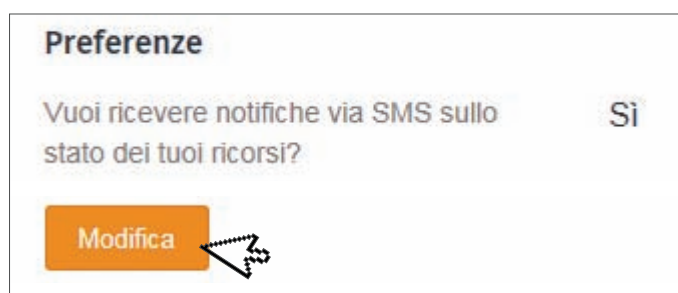 Preferenze
Vuoi ricevere notifiche via SMS sullo Sì
stato dei tuoi ricorsi?
Modifica